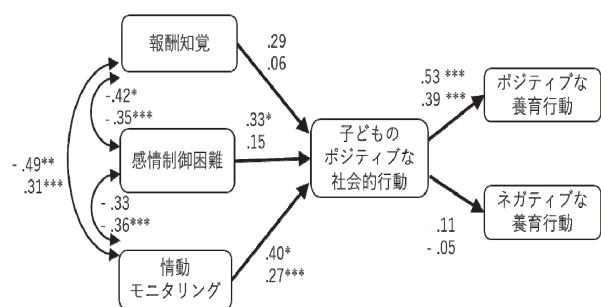 報酬知覚
.29
.06
-.42*
-.35***
.33*
.15
感情制御困難
子どもの
ポジティブな
社会的行動
.53 ***
.39 ***
ポジティブな
養育行動
- .49**
.31***
- .33
- .36***
情動
モニタリング
.40*
.27***
.11
- .05
ネガティブな
養育行動